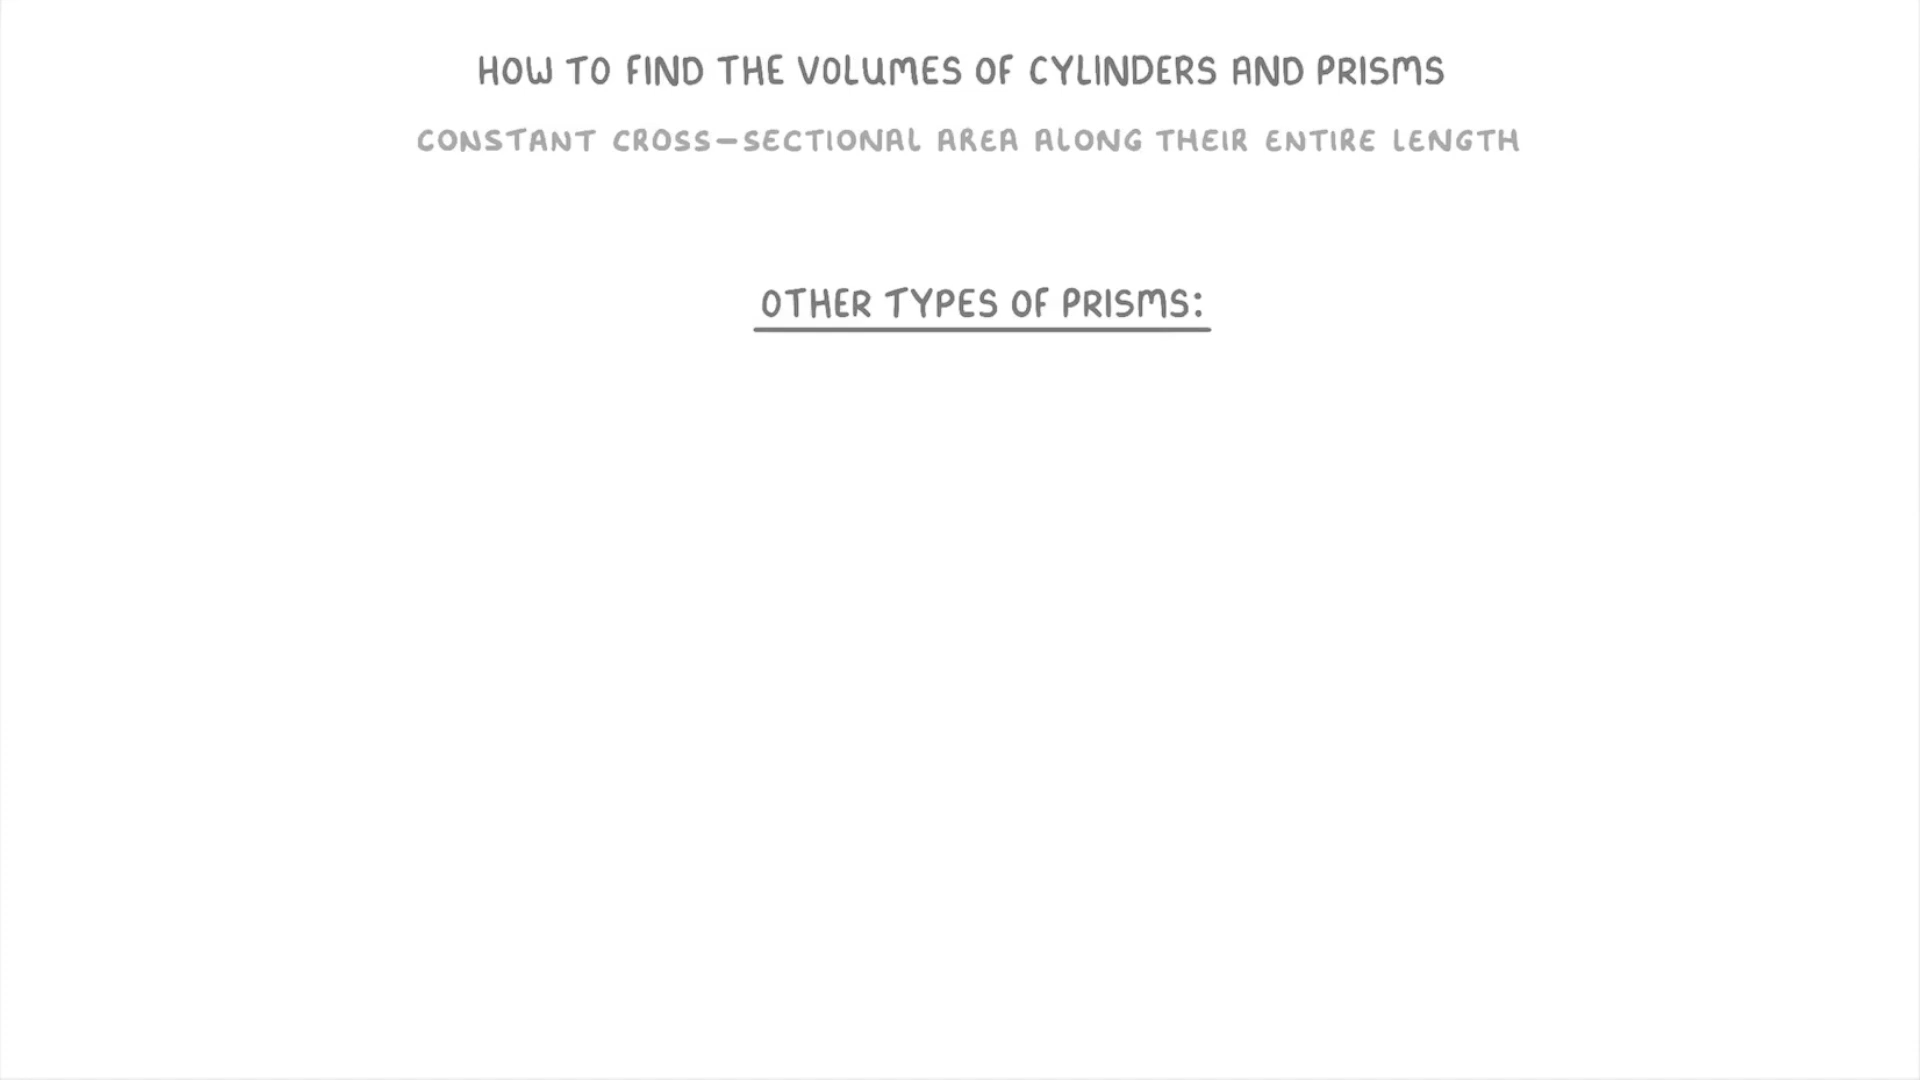 HOW TO FIND THE VOLUMES OF CYLINDERS AND PRISMS
CONSTANT CROSS-SECTIONAL AREA ALONG THEIR ENTIRE LENGTH
OTHER TYPES OF PRISMS: